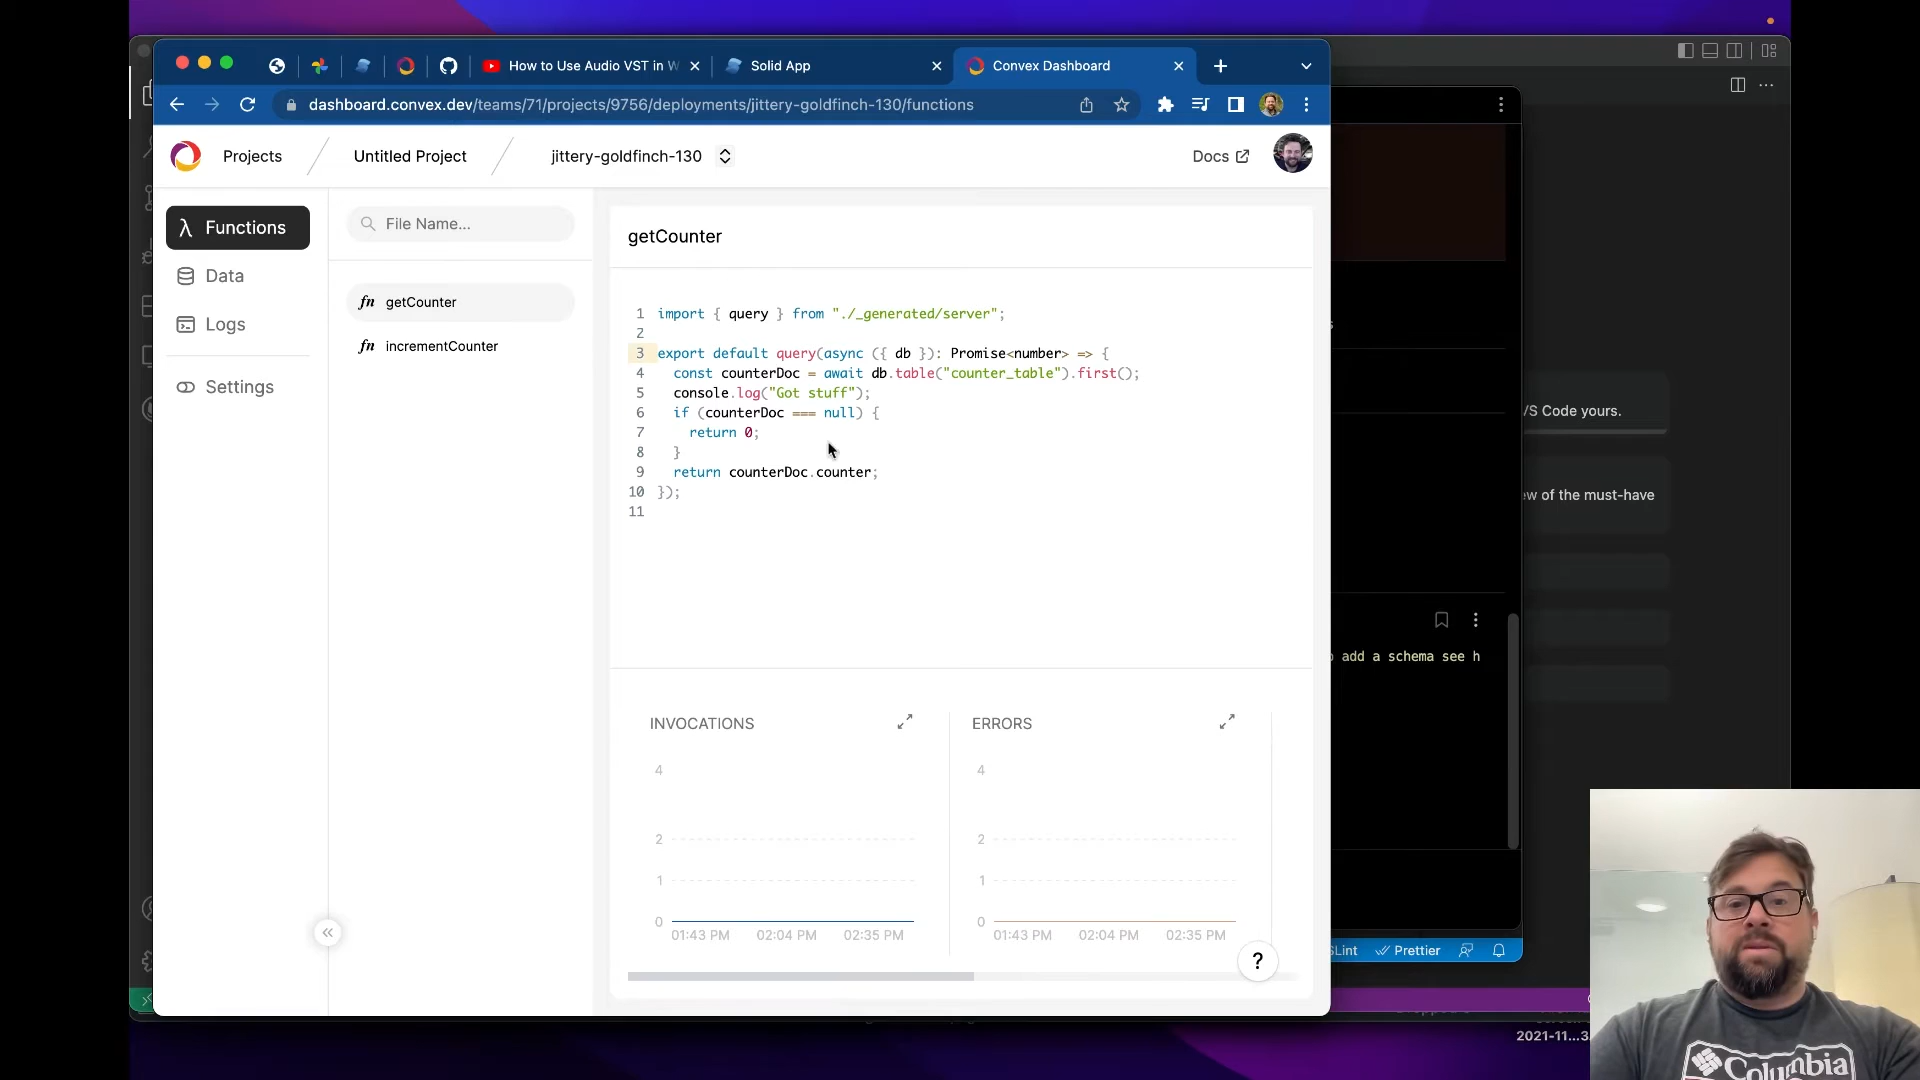 How to Use Audio VST in W
Solid App
Convex Dashboard
dashboard.convex.dev/teams/71/projects/9756/deployments/jittery-goldfinch-130/functions
Projects
Untitled Project
jittery-goldfinch-130
Docs
Functions
Data
Logs
Settings
File Name...
fn getCounter
fn incrementCounter
getCounter
1 import { query } from "./_generated/server";
2
3 export default query(async ({ db }): Promise<number> => {
4 const counterDoc = await db.table("counter_table").first();
5 console.log("Got stuff");
6 if (counterDoc === null) {
7 return 0;
8 }
9 return counterDoc.counter;
10 });
11
INVOCATIONS
4
2
1
0
01:43 PM 02:04 PM 02:35 PM
ERRORS
4
2
1
0
01:43 PM 02:04 PM 02:35 PM
?
/S Code yours.
ew of the must-have
add a schema see h
SLint
Prettier
2021-11...3
Columbia